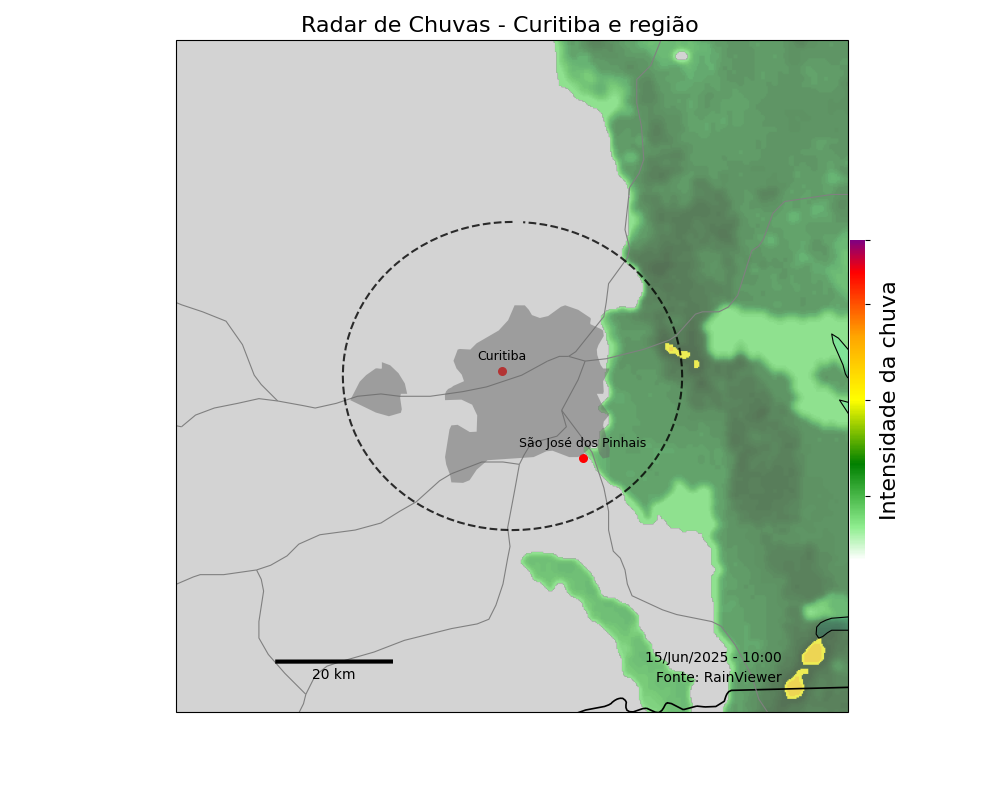 Radar de Chuvas - Curitiba e região
Curitiba
São José dos Pinhais
Intensidade da chuva
15/Jun/2025 - 10:00
Fonte: RainViewer
20 km